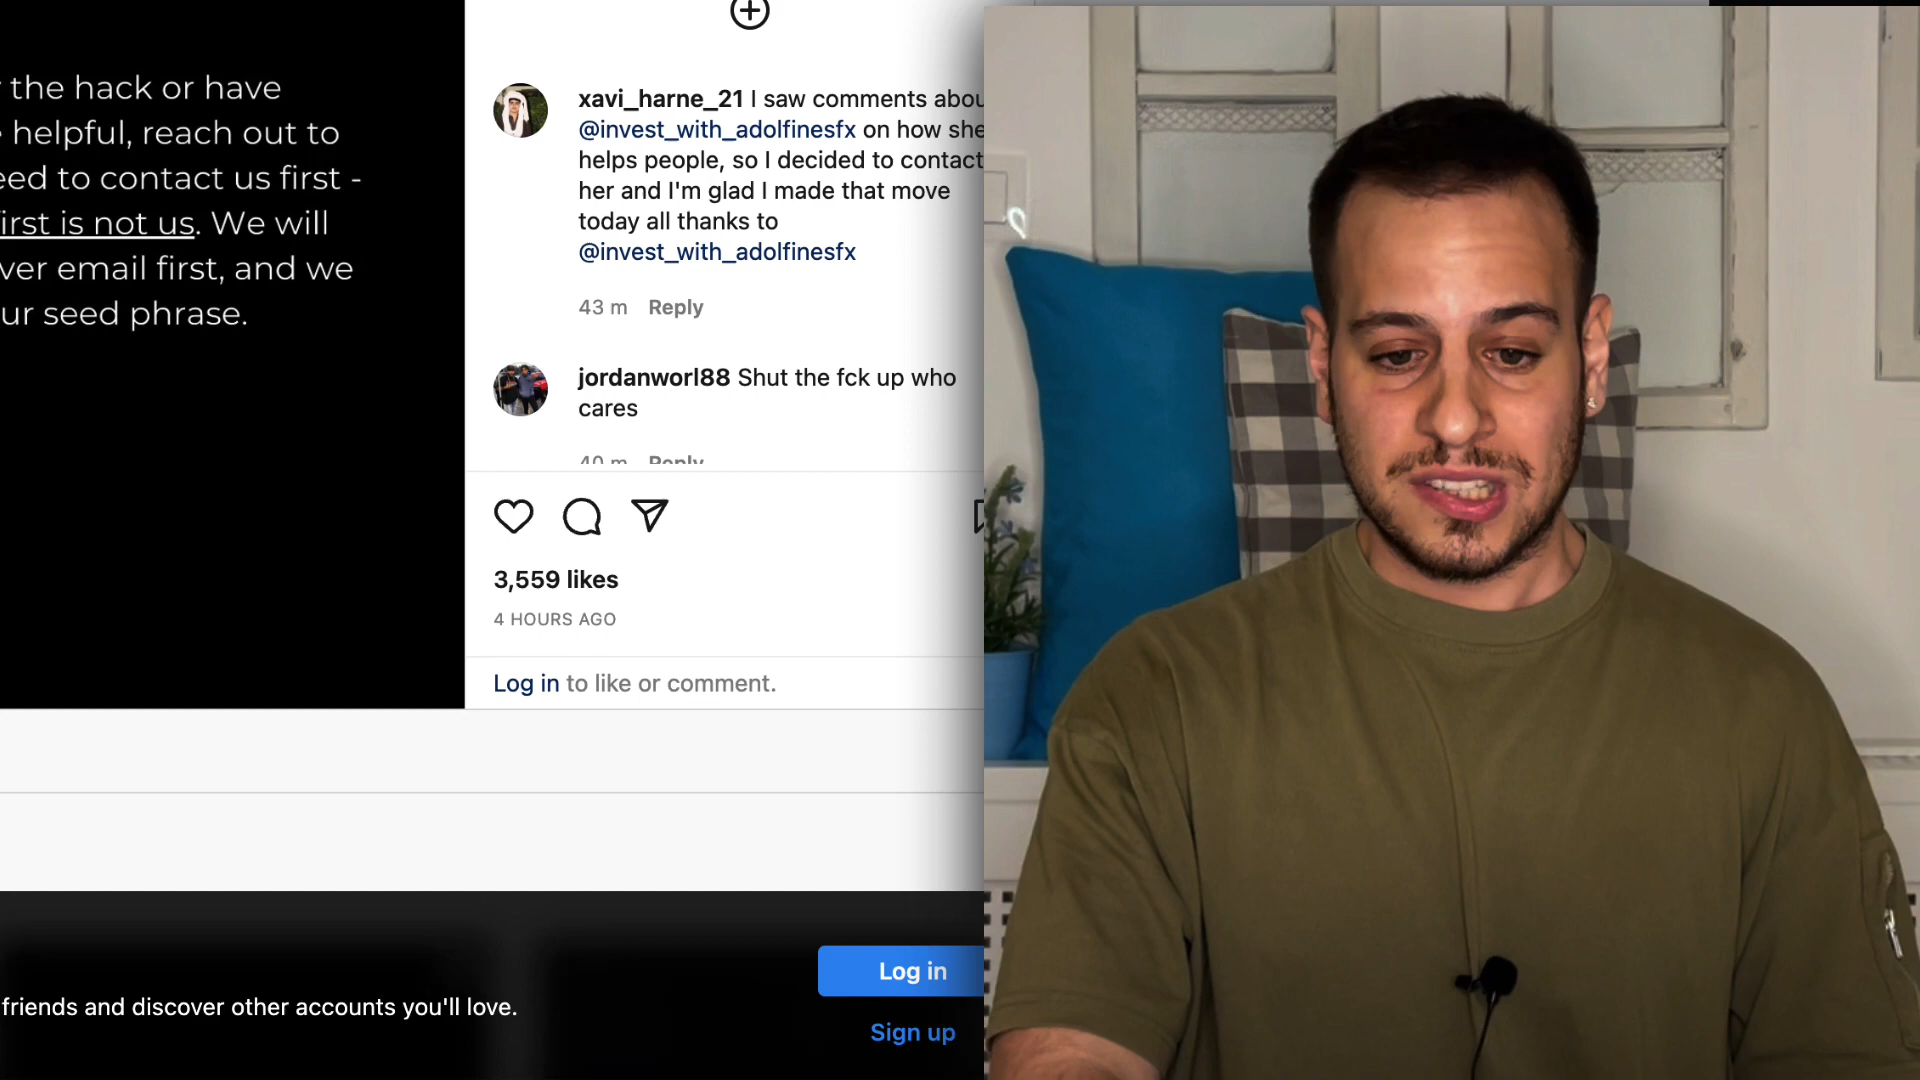 the hack or have
helpful, reach out to
eed to contact us first -
irst is not us. We will
ver email first, and we
ur seed phrase.
xavi_harne_21 I saw comments abou
@invest_with_adolfinesfx on how she
helps people, so I decided to contact
her and I'm glad I made that move
today all thanks to
@invest_with_adolfinesfx
43 m Reply
jordanworl88 Shut the fck up who
cares
40 m Reply
3,559 likes
4 HOURS AGO
Log in to like or comment.
friends and discover other accounts you'll love.
Log in
Sign up